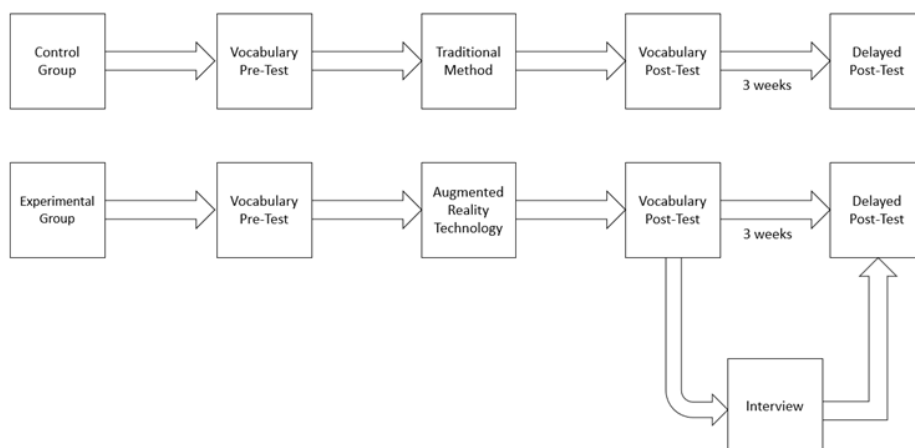 Control
Group
Vocabulary
Pre-Test
Traditional
Method
Vocabulary
Post-Test
3 weeks
Delayed
Post-Test
Experimental
Group
Vocabulary
Pre-Test
Augmented
Reality
Technology
Vocabulary
Post-Test
3 weeks
Delayed
Post-Test
Interview